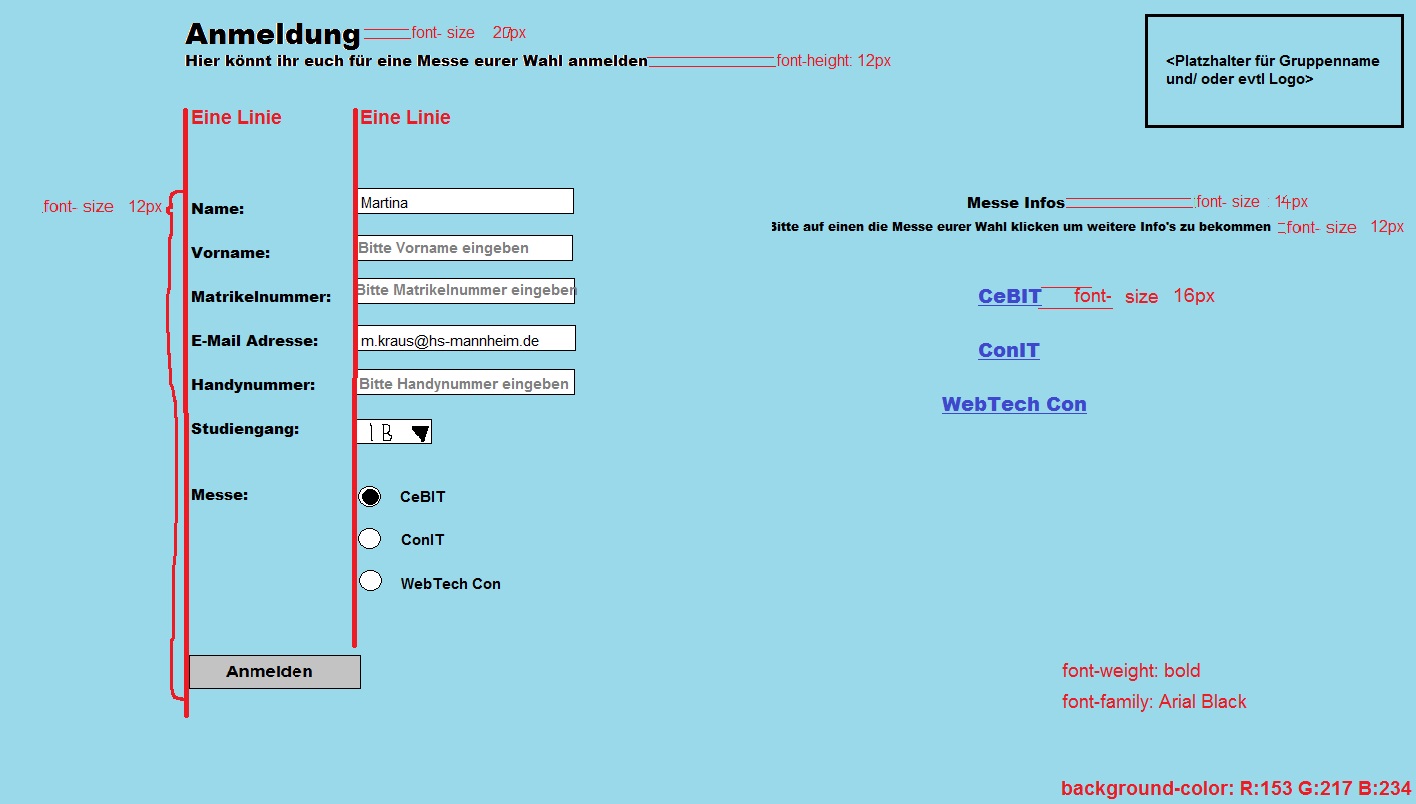 Anmeldung font- size 20px
Hier könnt ihr euch für eine Messe eurer Wahl anmelden font-height: 12px
<Platzhalter für Gruppenname
und/ oder evtl Logo>
Eine Linie Eine Linie
font- size 12px
Name: Martina
Vorname: Bitte Vorname eingeben
Matrikelnummer: Bitte Matrikelnummer eingeben
E-Mail Adresse: m.kraus@hs-mannheim.de
Handynummer: Bitte Handynummer eingeben
Studiengang: IB
Messe: CeBIT
ConIT
WebTech Con
Anmelden
Messe Infos font- size : 14px
Bitte auf einen die Messe eurer Wahl klicken um weitere Info's zu bekommen font- size 12px
CeBIT font- size 16px
ConIT
WebTech Con
font-weight: bold
font-family: Arial Black
background-color: R:153 G:217 B:234